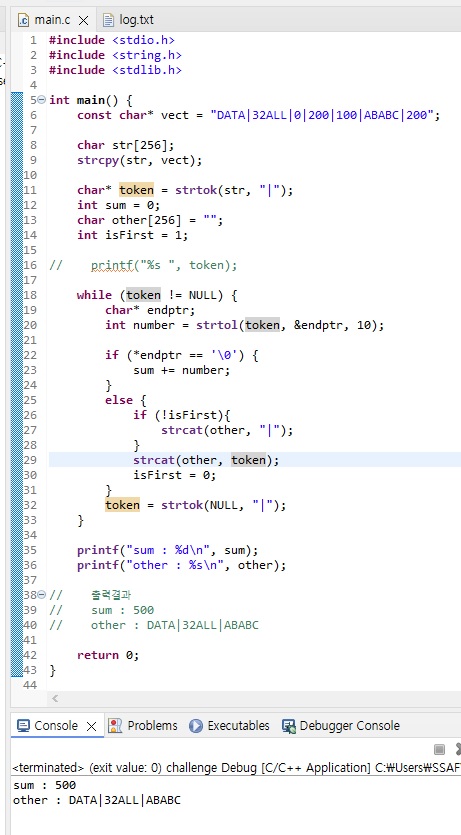 main.c log.txt
1 #include <stdio.h>
2 #include <string.h>
3 #include <stdlib.h>
4
5 int main() {
6     const char* vect = "DATA|32ALL|0|200|100|ABABC|200";
7
8     char str[256];
9     strcpy(str, vect);
10
11     char* token = strtok(str, "|");
12     int sum = 0;
13     char other[256] = "";
14     int isFirst = 1;
15
16 //    printf("%s ", token);
17
18     while (token != NULL) {
19         char* endptr;
20         int number = strtol(token, &endptr, 10);
21
22         if (*endptr == '\0') {
23             sum += number;
24         }
25         else {
26             if (!isFirst){
27                 strcat(other, "|");
28             }
29             strcat(other, token);
30             isFirst = 0;
31         }
32         token = strtok(NULL, "|");
33     }
34
35     printf("sum : %d\n", sum);
36     printf("other : %s\n", other);
37
38 //    출력결과
39 //    sum : 500
40 //    other : DATA|32ALL|ABABC
41
42     return 0;
43 }
44
Console Problems Executables Debugger Console
<terminated> (exit value: 0) challenge Debug [C/C++ Application] C:₩Users₩SSAF
sum : 500
other : DATA|32ALL|ABABC